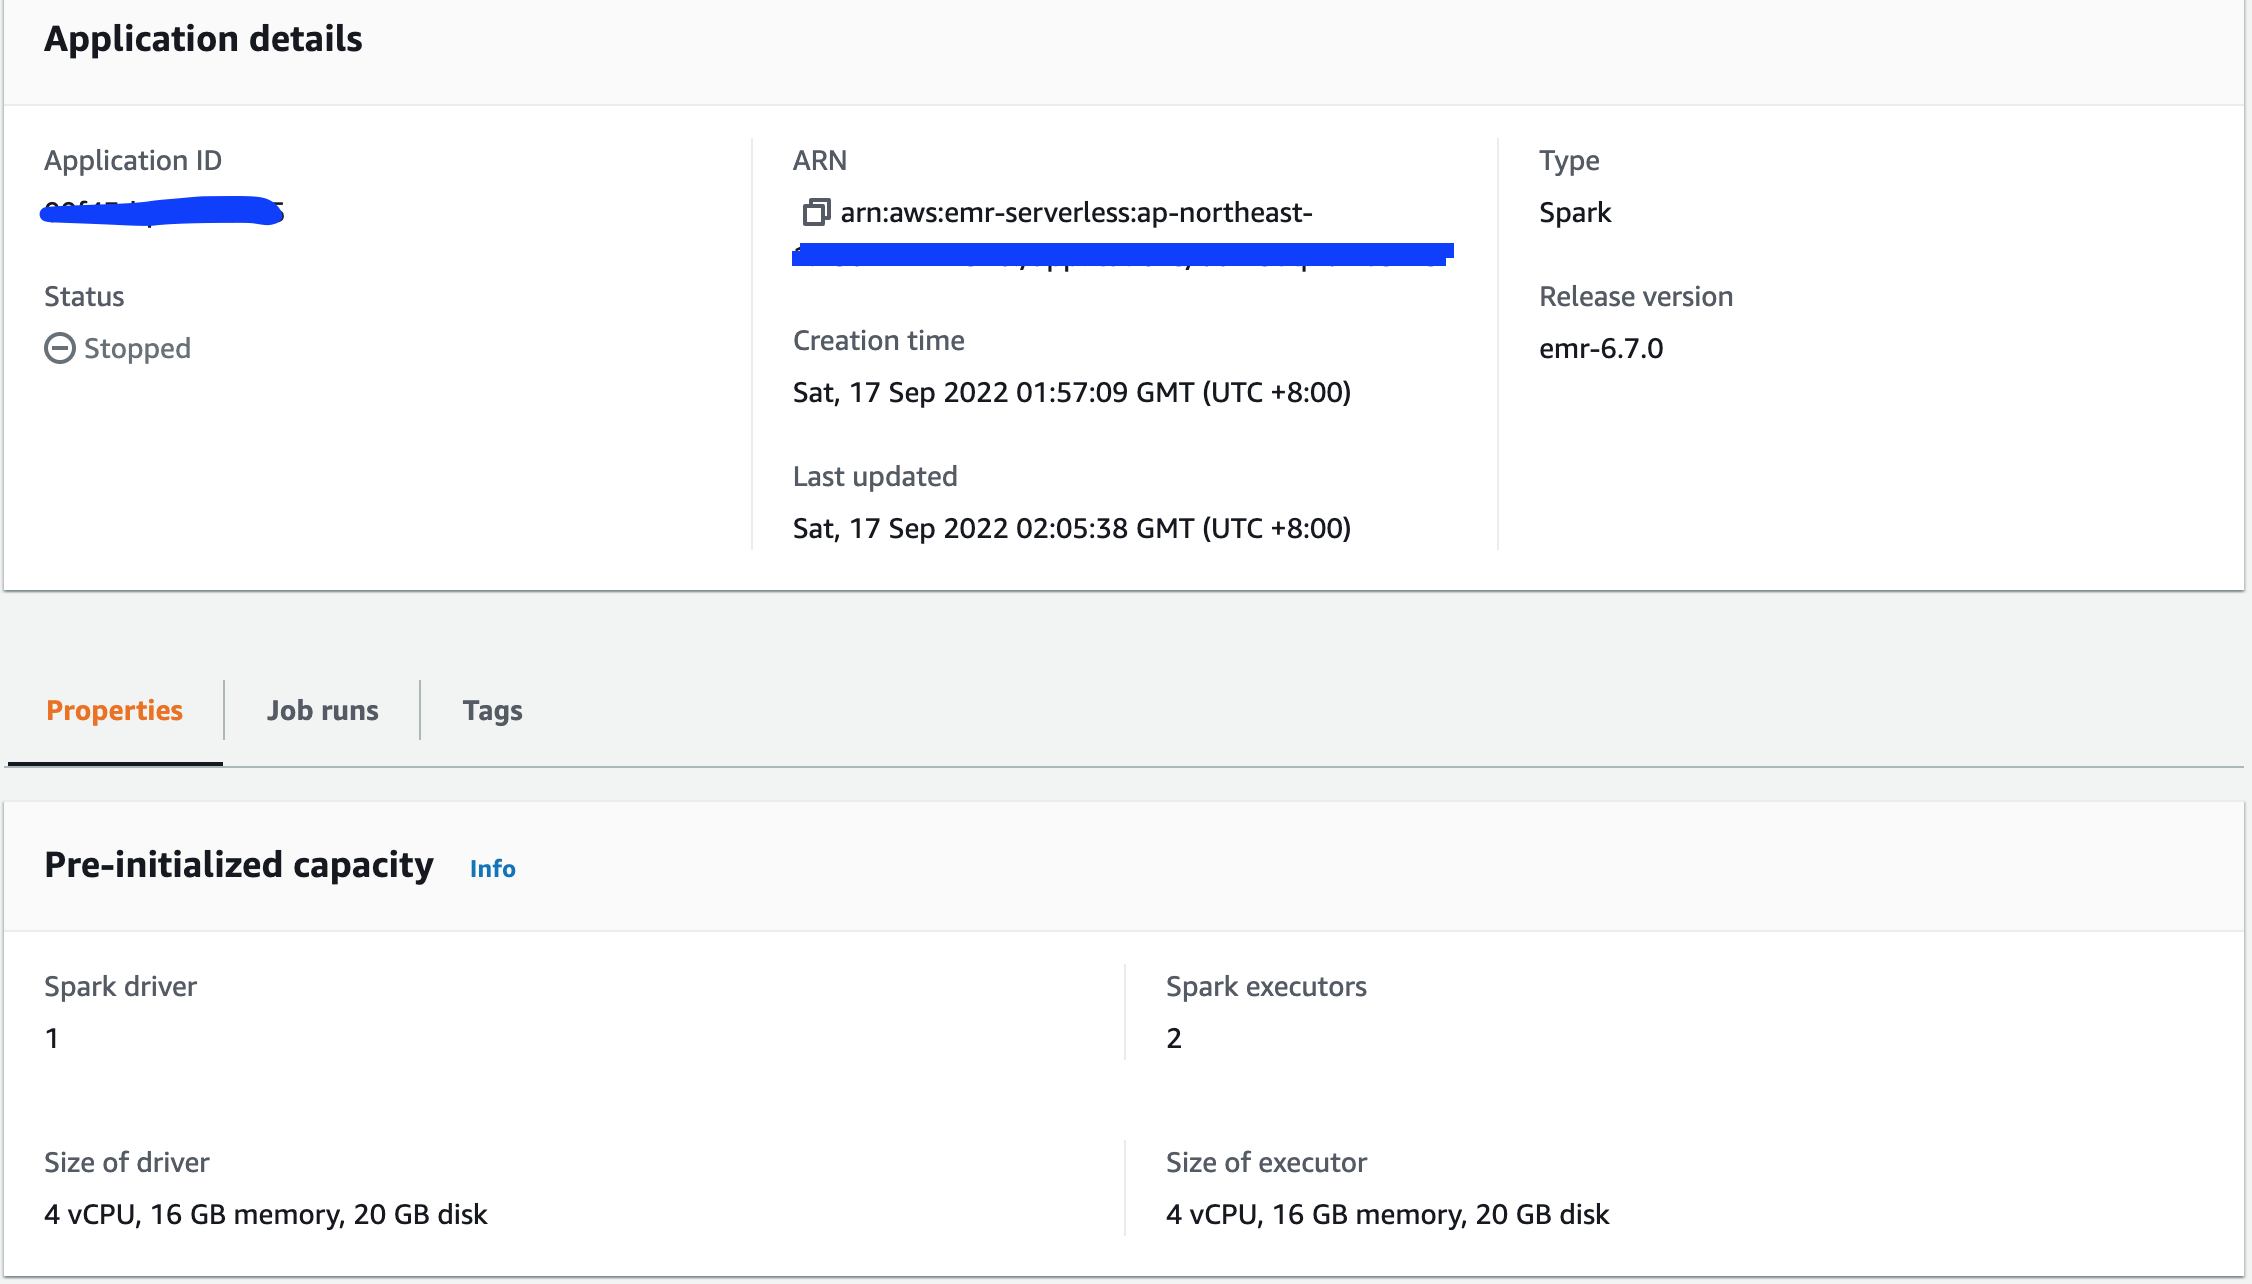 Application details
Application ID
ARN
Type
arn:aws:emr-serverless:ap-northeast-
Spark
Status
Release version
Stopped
emr-6.7.0
Creation time
Sat, 17 Sep 2022 01:57:09 GMT (UTC +8:00)
Last updated
Sat, 17 Sep 2022 02:05:38 GMT (UTC +8:00)
Properties
Job runs
Tags
Pre-initialized capacity Info
Spark driver
1
Spark executors
2
Size of driver
4 vCPU, 16 GB memory, 20 GB disk
Size of executor
4 vCPU, 16 GB memory, 20 GB disk